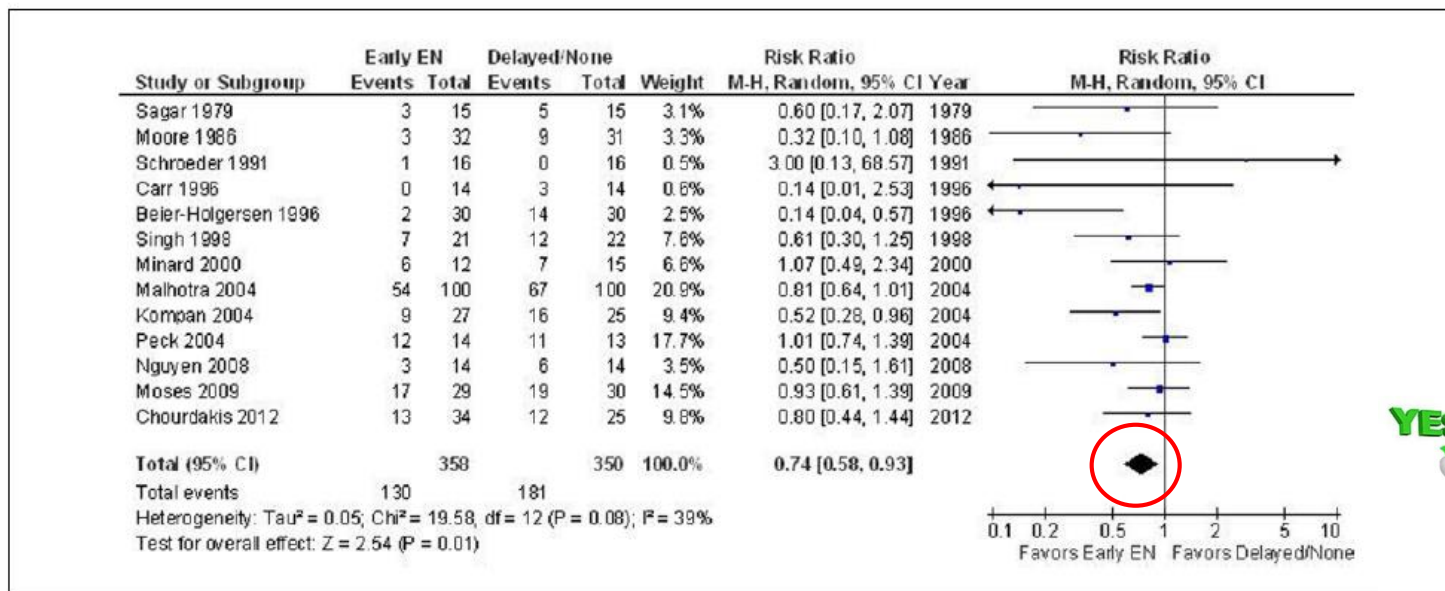 Early EN Delayed/None Risk Ratio Risk Ratio
Study or Subgroup Events Total Events Total Weight M-H, Random, 95% CI Year M-H, Random, 95% CI
Sagar 1979 3 15 5 15 3.1% 0.60 [0.17, 2.07] 1979
Moore 1986 3 32 9 31 3.3% 0.32 [0.10, 1.08] 1986
Schroeder 1991 1 16 0 16 0.5% 3.00 [0.13, 68.57] 1991
Carr 1996 0 14 3 14 0.6% 0.14 [0.01, 2.53] 1996
Beier-Holgersen 1996 2 30 14 30 2.5% 0.14 [0.04, 0.57] 1996
Singh 1998 7 21 12 22 7.6% 0.61 [0.30, 1.25] 1998
Minard 2000 6 12 7 15 6.6% 1.07 [0.49, 2.34] 2000
Malhotra 2004 54 100 67 100 20.9% 0.81 [0.64, 1.01] 2004
Kompan 2004 9 27 16 25 9.4% 0.52 [0.28, 0.96] 2004
Peck 2004 12 14 11 13 17.7% 1.01 [0.74, 1.39] 2004
Nguyen 2008 3 14 6 14 3.5% 0.50 [0.15, 1.61] 2008
Moses 2009 17 29 19 30 14.5% 0.93 [0.61, 1.39] 2009
Chourdakis 2012 13 34 12 25 9.8% 0.80 [0.44, 1.44] 2012
YES
Total (95% CI) 358 350 100.0% 0.74 [0.58, 0.93]
Total events 130 181
Heterogeneity: Tau² = 0.05; Chi² = 19.58, df = 12 (P = 0.08); I² = 39%
Test for overall effect: Z = 2.54 (P = 0.01)
0.1 0.2 0.5 1 2 5 10
Favors Early EN Favors Delayed/None